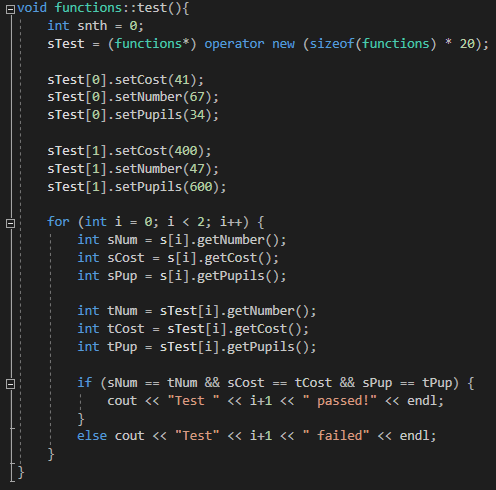 void functions::test(){
    int snth = 0;
    sTest = (functions*) operator new (sizeof(functions) * 20);

    sTest[0].setCost(41);
    sTest[0].setNumber(67);
    sTest[0].setPupils(34);

    sTest[1].setCost(400);
    sTest[1].setNumber(47);
    sTest[1].setPupils(600);

    for (int i = 0; i < 2; i++) {
        int sNum = s[i].getNumber();
        int sCost = s[i].getCost();
        int sPup = s[i].getPupils();

        int tNum = sTest[i].getNumber();
        int tCost = sTest[i].getCost();
        int tPup = sTest[i].getPupils();

        if (sNum == tNum && sCost == tCost && sPup == tPup) {
            cout << "Test " << i+1 << " passed!" << endl;
        }
        else cout << "Test" << i+1 << " failed" << endl;
    }
}